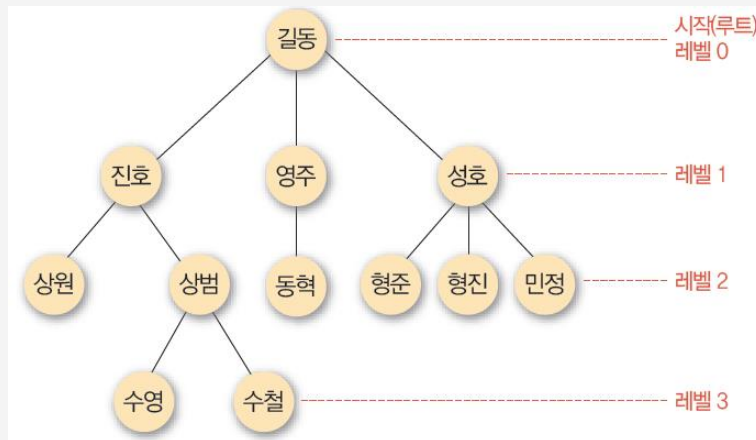 길동
시작(루트)
레벨 0
진호
영주
성호
레벨 1
상원
상범
동혁
형준
형진
민정
레벨 2
수영
수철
레벨 3